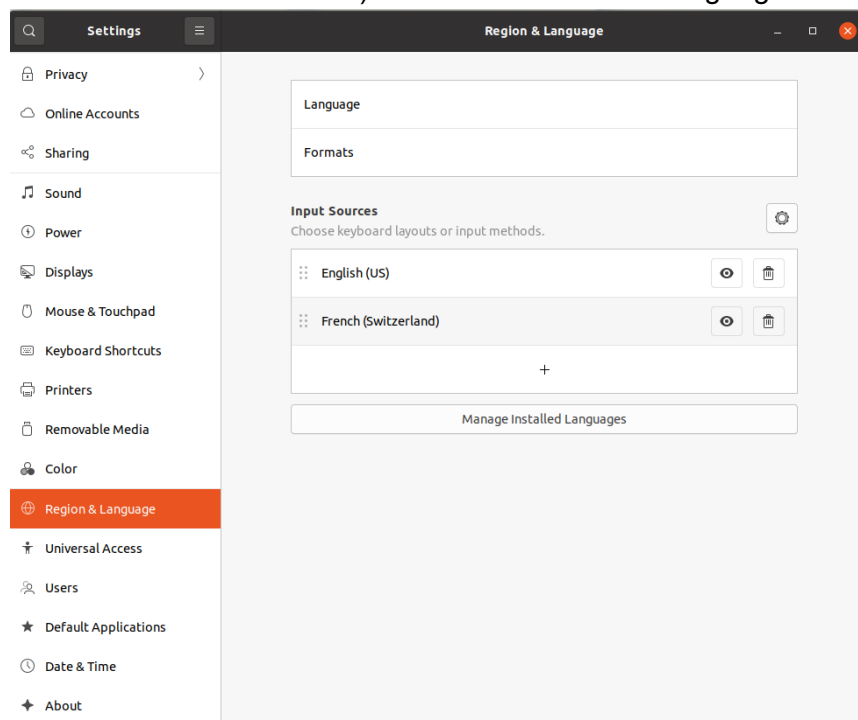 Settings
Region & Language
Privacy
Online Accounts
Sharing
Sound
Power
Displays
Mouse & Touchpad
Keyboard Shortcuts
Printers
Removable Media
Color
Region & Language
Universal Access
Users
Default Applications
Date & Time
About
Language
Formats
Input Sources
Choose keyboard layouts or input methods.
English (US)
French (Switzerland)
+
Manage Installed Languages